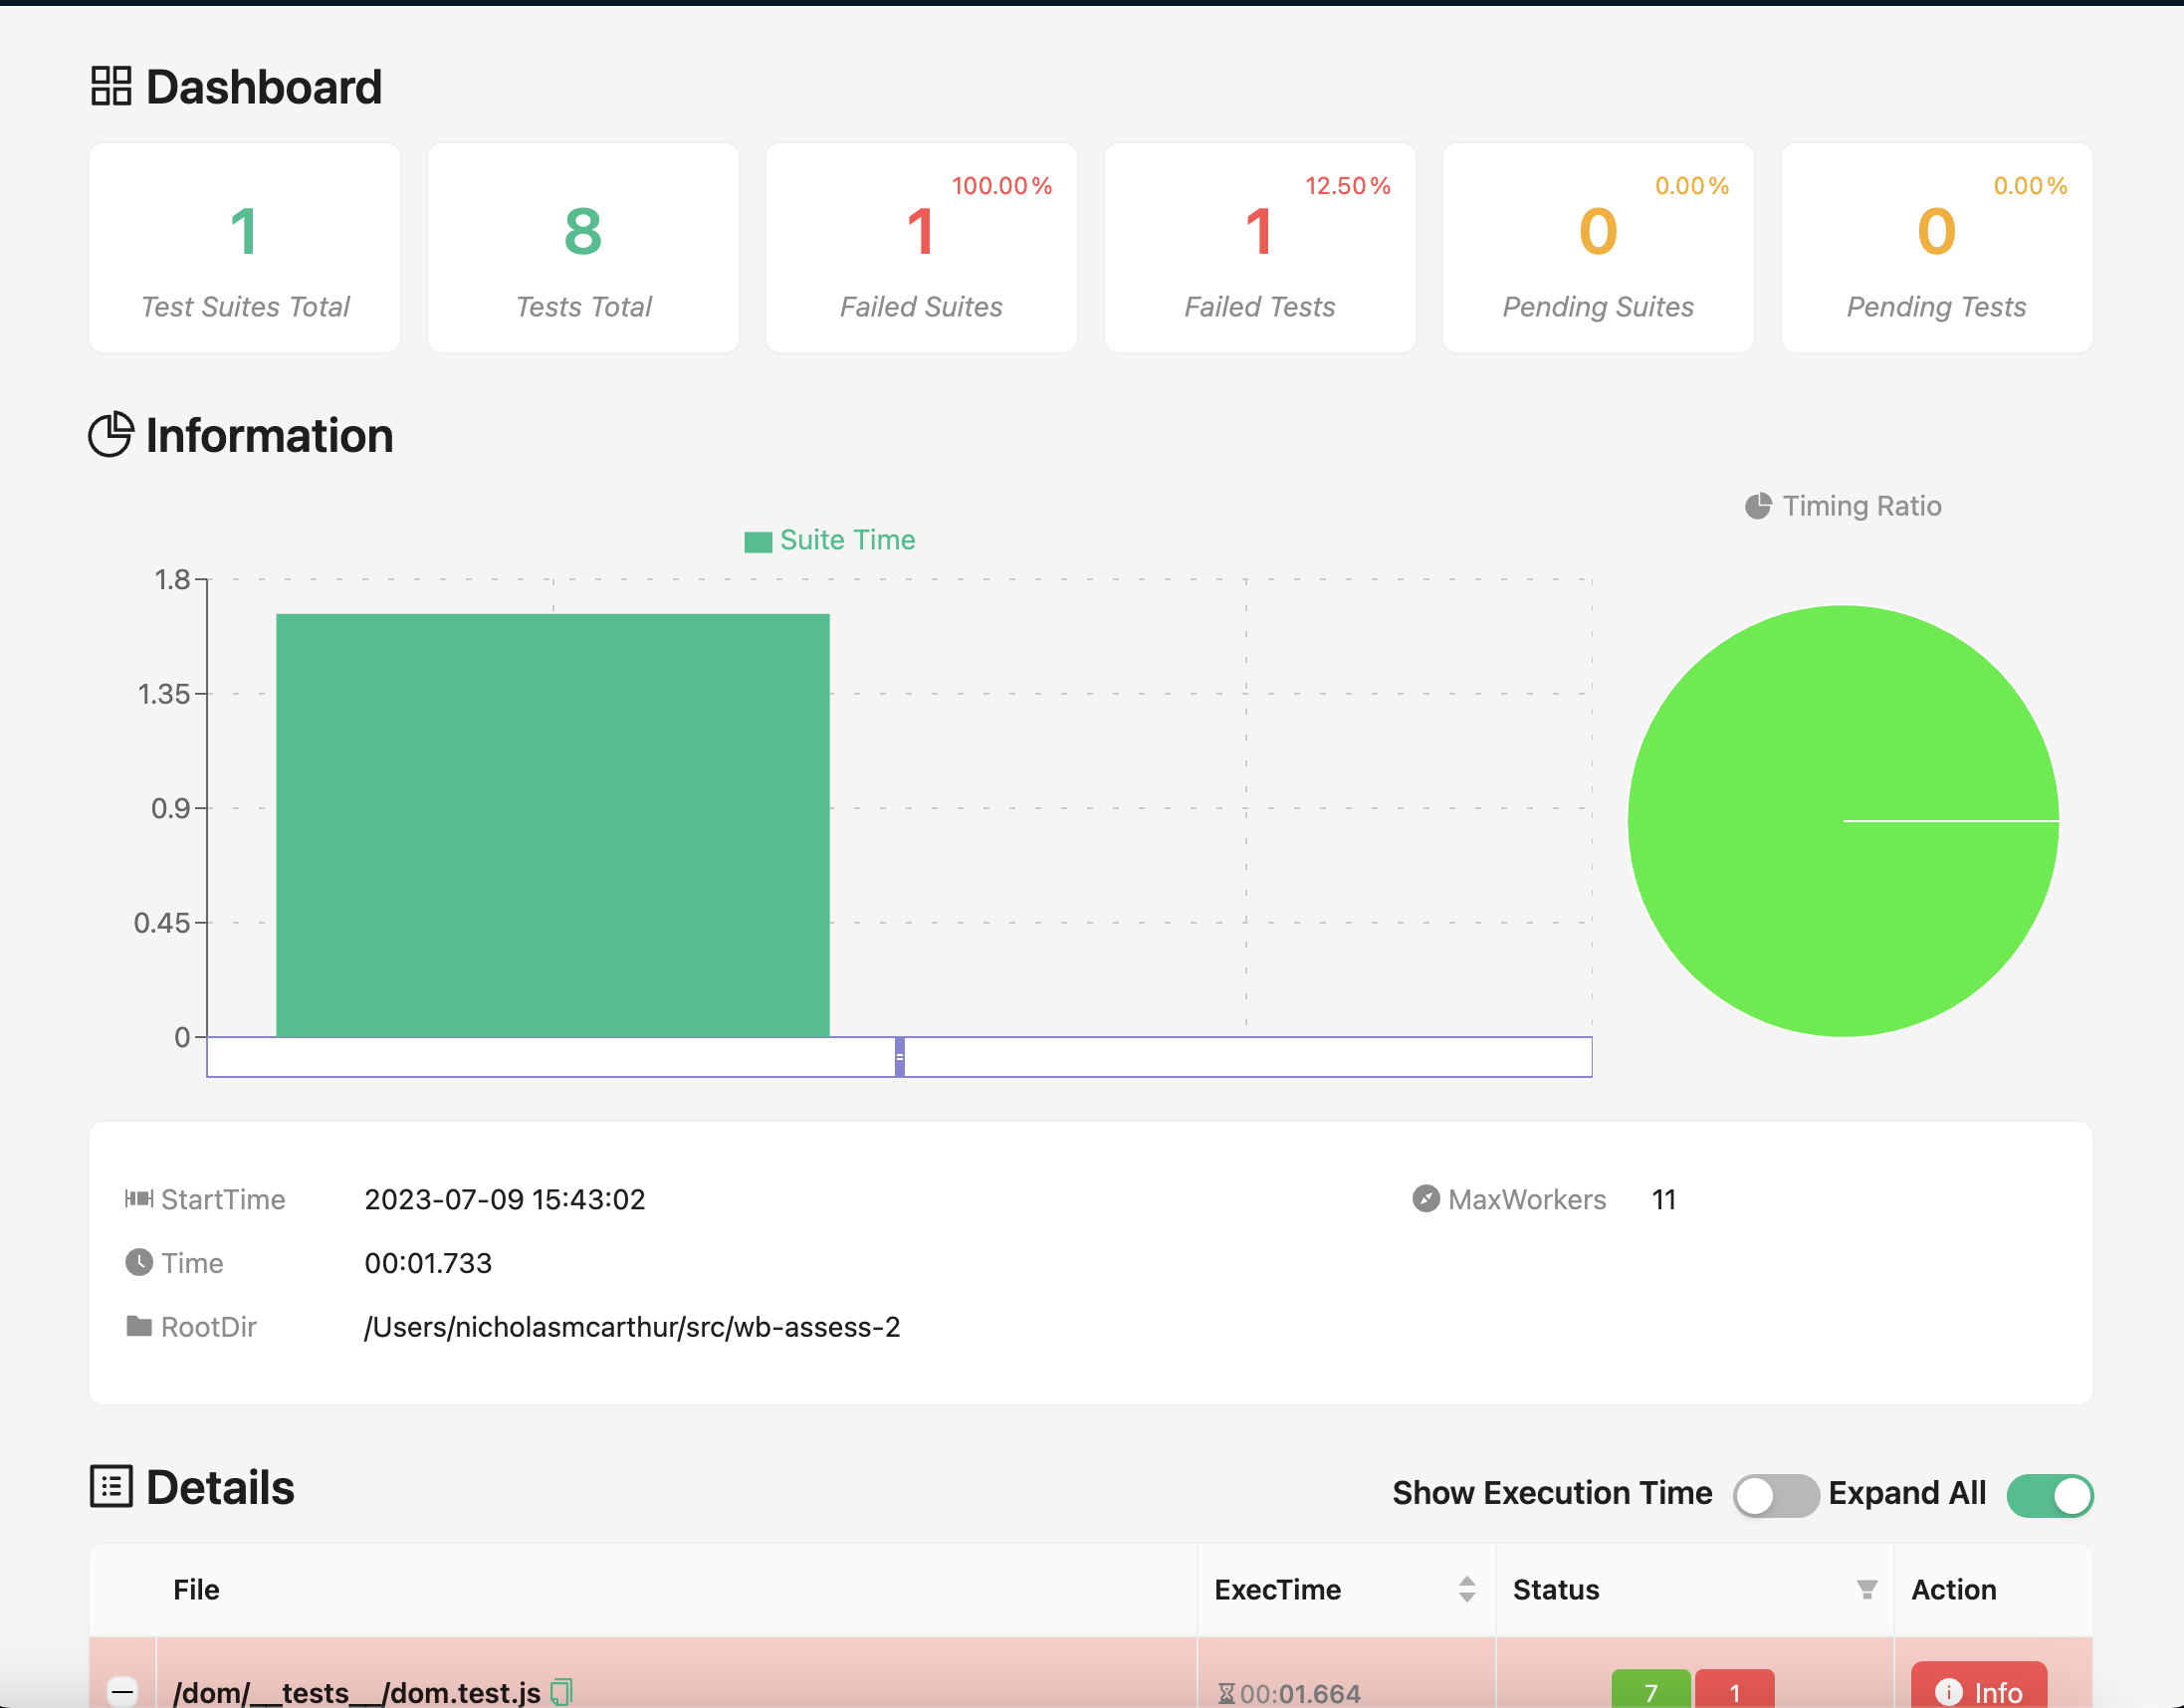 Dashboard
1
Test Suites Total
8
Tests Total
100.00%
1
Failed Suites
12.50%
1
Failed Tests
0.00%
0
Pending Suites
0.00%
0
Pending Tests
Information
Suite Time
1.8
1.35
0.9
0.45
0
Timing Ratio
StartTime 2023-07-09 15:43:02
MaxWorkers 11
Time 00:01.733
RootDir /Users/nicholasmcarthur/src/wb-assess-2
Details
Show Execution Time Expand All
File ExecTime Status Action
/dom/__tests__/dom.test.js 00:01.664 7 1 Info